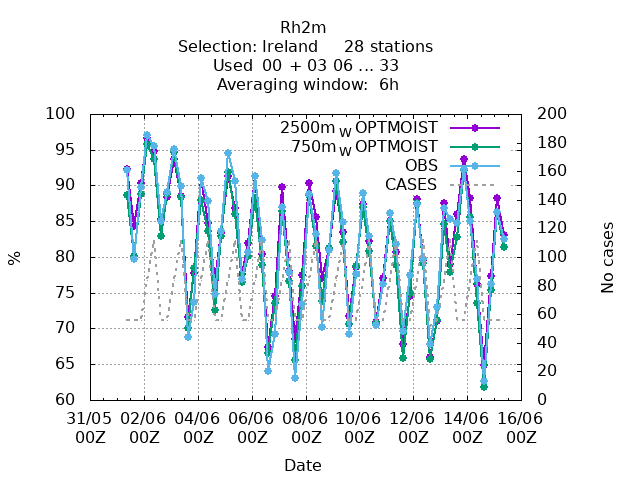 Rh2m
Selection: Ireland 28 stations
Used 00 + 03 06 ... 33
Averaging window: 6h
100 200
2500m W OPTMOIST
95 180
750m W OPTMOIST
OBS 160
90 140
CASES
85 120
80 100
% No cases
75 80
70 60
40
65 20
60 0
31/05 02/06 04/06 06/06 08/06 10/06 12/06 14/06 16/06
00Z 00Z 00Z 00Z 00Z 00Z 00Z 00Z 00Z
Date